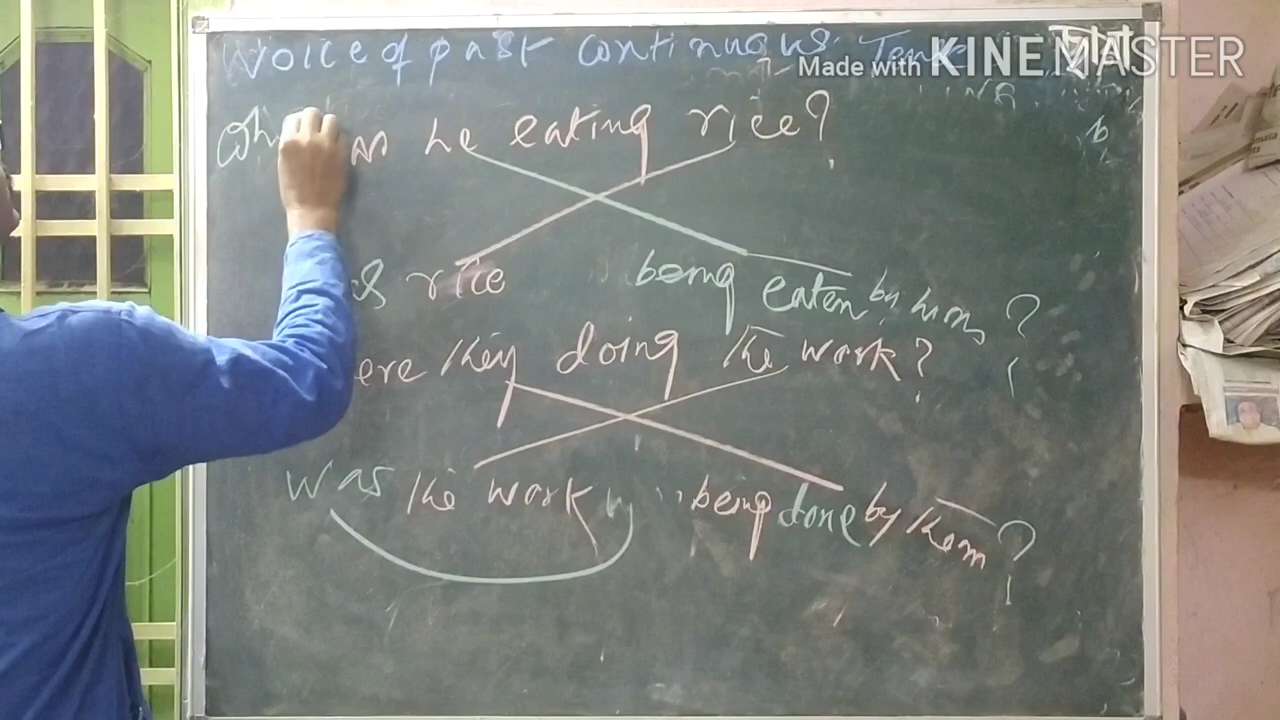 Voice of past continuous Tense
Made with KINEMASTER
Wh he eating rice?
rice being eaten by him ?
ere they doing the work?
was the work being done by them ?